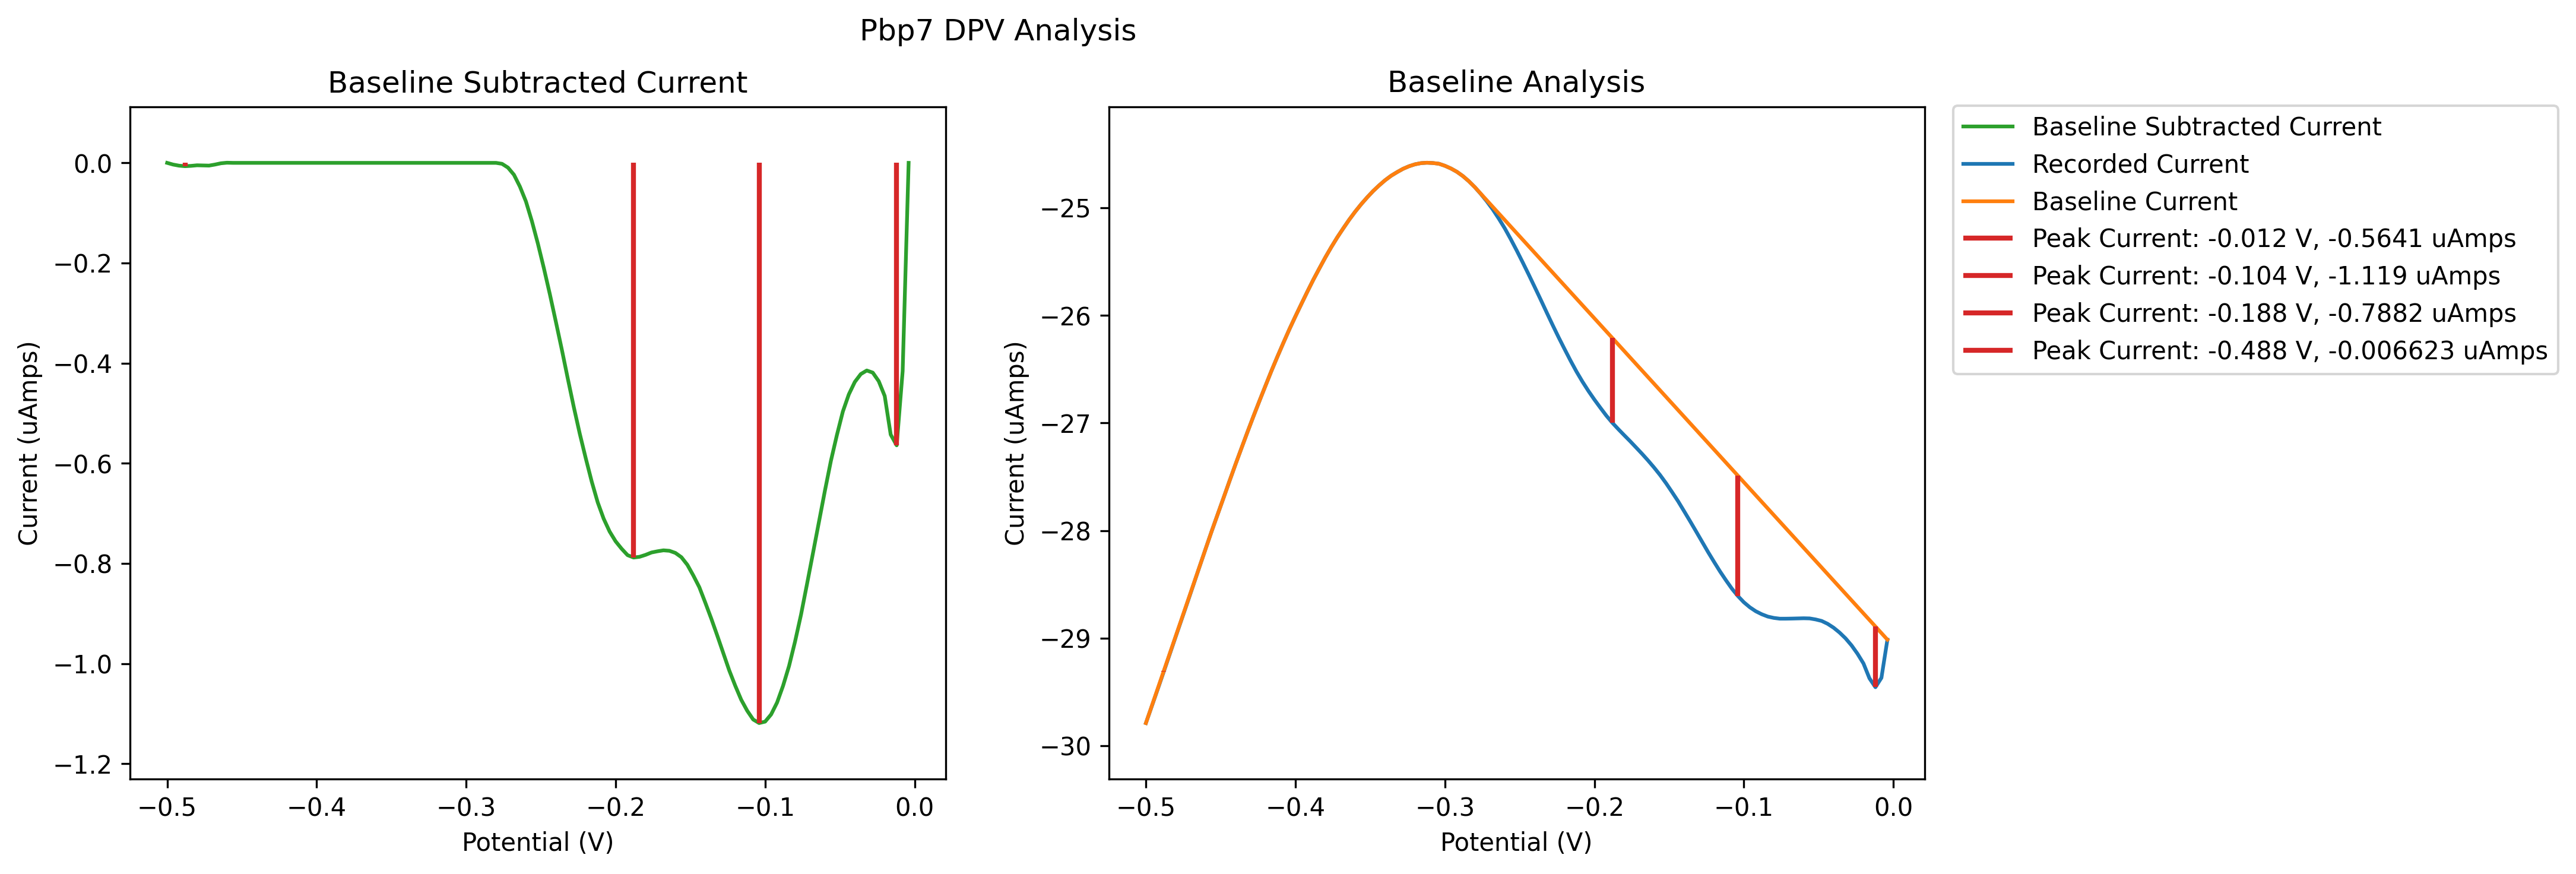 Pbp7 DPV Analysis
Baseline Subtracted Current
Current (uAmps)
0.0
−0.2
−0.4
−0.6
−0.8
−1.0
−1.2
−0.5 −0.4 −0.3 −0.2 −0.1 0.0
Potential (V)
Baseline Analysis
Current (uAmps)
−25
−26
−27
−28
−29
−30
−0.5 −0.4 −0.3 −0.2 −0.1 0.0
Potential (V)
Baseline Subtracted Current
Recorded Current
Baseline Current
Peak Current: -0.012 V, -0.5641 uAmps
Peak Current: -0.104 V, -1.119 uAmps
Peak Current: -0.188 V, -0.7882 uAmps
Peak Current: -0.488 V, -0.006623 uAmps